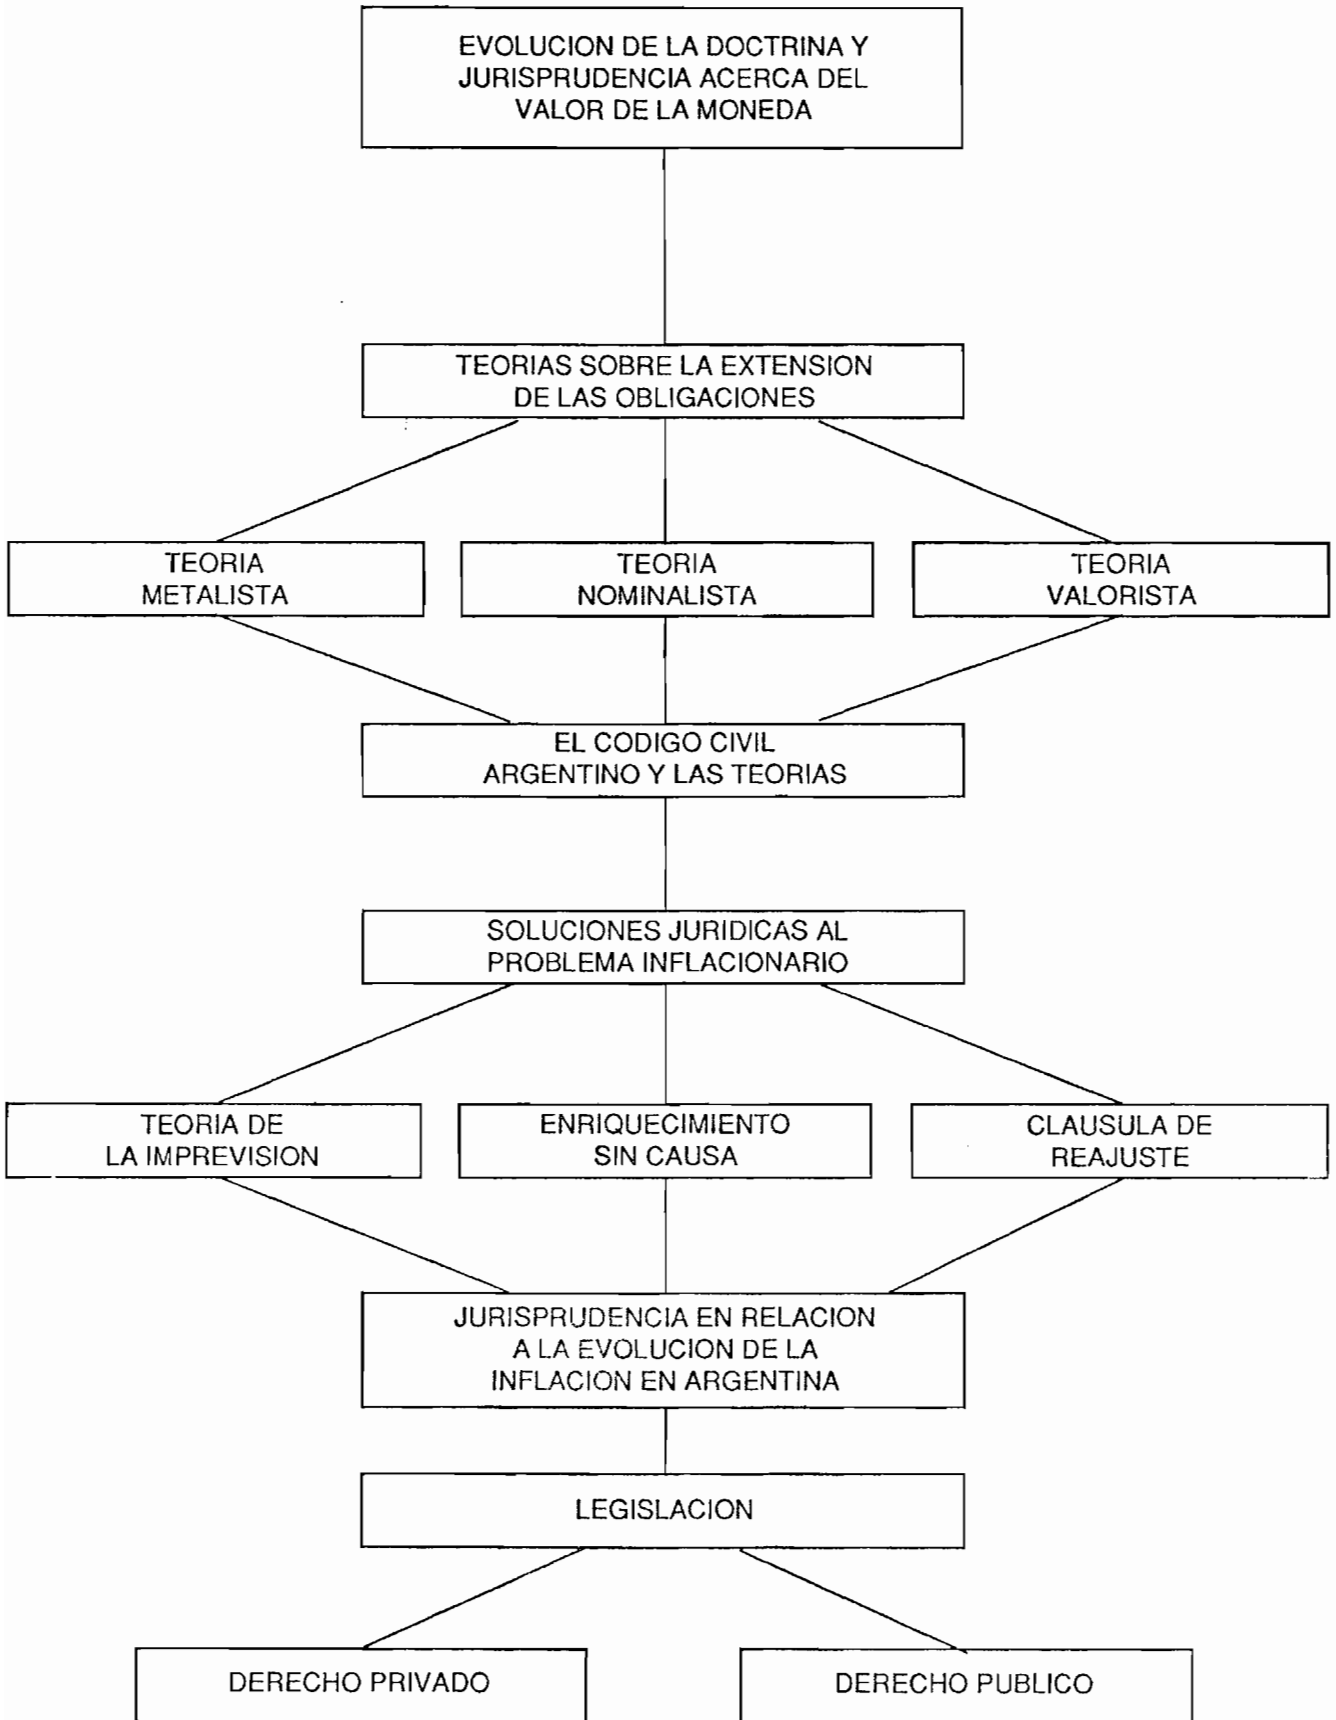 EVOLUCION DE LA DOCTRINA Y
JURISPRUDENCIA ACERCA DEL
VALOR DE LA MONEDA
TEORIAS SOBRE LA EXTENSION
DE LAS OBLIGACIONES
TEORIA
METALISTA
TEORIA
NOMINALISTA
TEORIA
VALORISTA
EL CODIGO CIVIL
ARGENTINO Y LAS TEORIAS
SOLUCIONES JURIDICAS AL
PROBLEMA INFLACIONARIO
TEORIA DE
LA IMPREVISION
ENRIQUECIMIENTO
SIN CAUSA
CLAUSULA DE
REAJUSTE
JURISPRUDENCIA EN RELACION
A LA EVOLUCION DE LA
INFLACION EN ARGENTINA
LEGISLACION
DERECHO PRIVADO
DERECHO PUBLICO